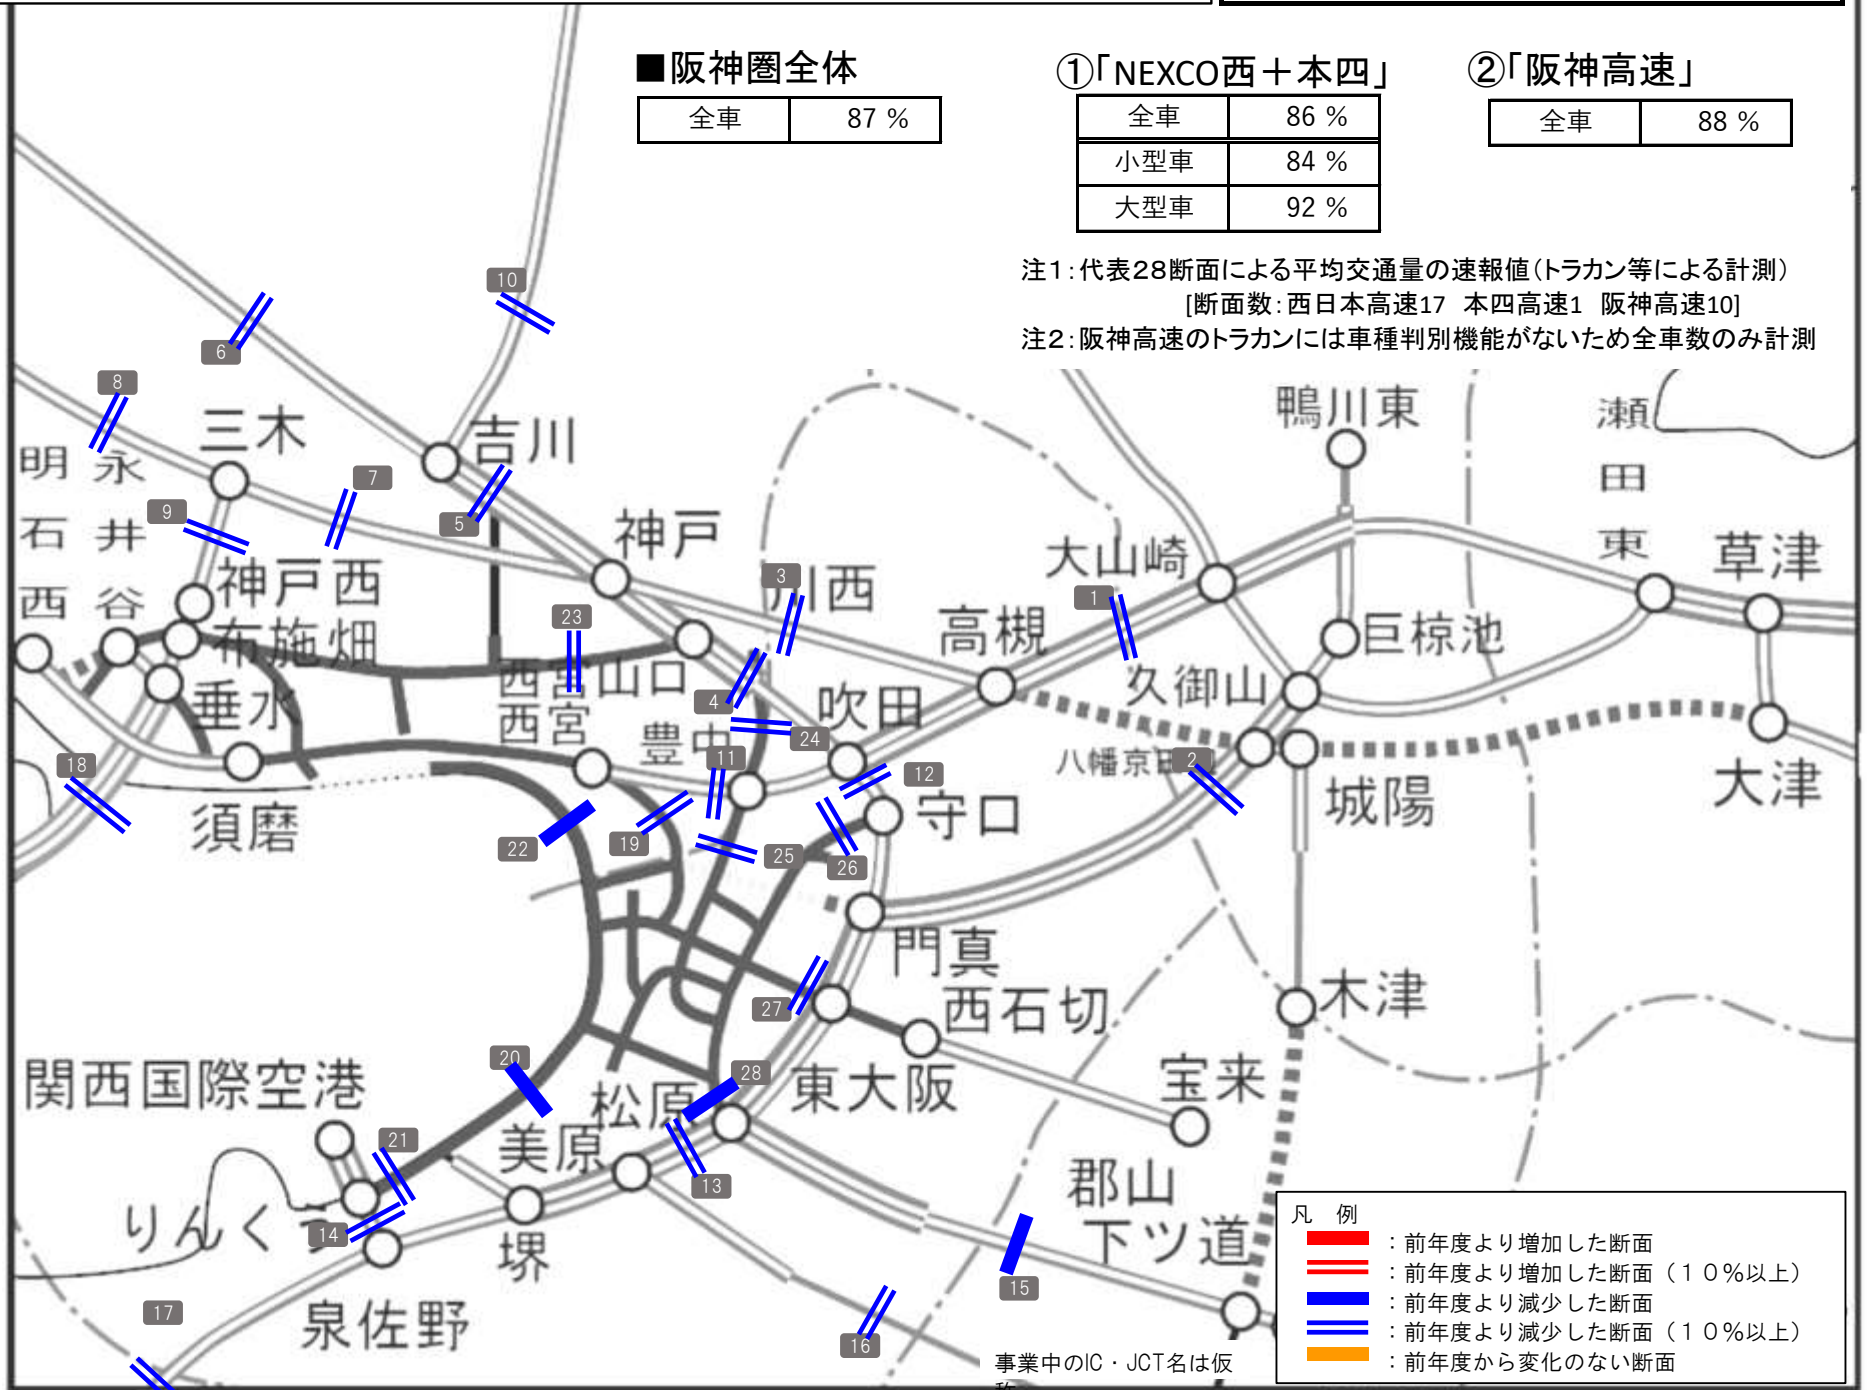 ■阪神圏全体
全車 87 %
①「NEXCO西＋本四」
全車 86 %
小型車 84 %
大型車 92 %
②「阪神高速」
全車 88 %
注1：代表28断面による平均交通量の速報値（トラカン等による計測）
[断面数：西日本高速17 本四高速1 阪神高速10]
注2：阪神高速のトラカンには車種判別機能がないため全車数のみ計測
10
6
8
三木
吉川
鴨川東
瀬田東
明石西
永井谷
7
9
5
神戸
大山崎
草津
神戸西
布施畑
3
川西
1
23
高槻
巨椋池
西宮山口
久御山
垂水
4
吹田
西宮
豊中
24
18
11
12
2
大津
須磨
守口
城陽
22
19
25
26
門真
27
西石切
木津
関西国際空港
20
松原
28
東大阪
宝来
21
美原
13
郡山
下ツ道
りんくう
14
堺
15
17
泉佐野
16
事業中のIC・JCT名は仮
凡 例
：前年度より増加した断面
：前年度より増加した断面（１０％以上）
：前年度より減少した断面
：前年度より減少した断面（１０％以上）
：前年度から変化のない断面